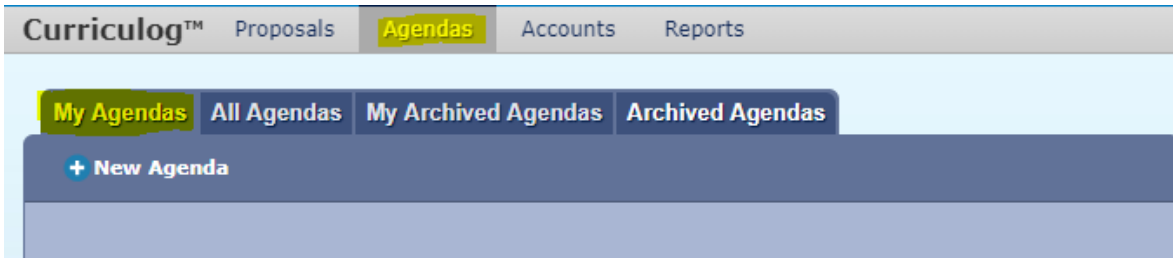 Curriculog™ Proposals Agendas Accounts Reports
My Agendas All Agendas My Archived Agendas Archived Agendas
+ New Agenda